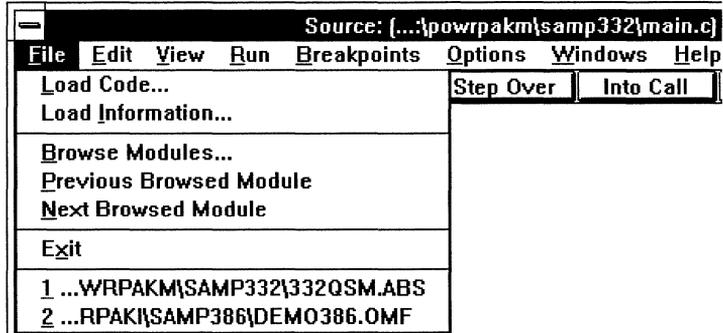 Source: (...:\powrpakm\samp332\main.c)
File Edit View Run Breakpoints Options Windows Help
Load Code...
Step Over Into Call
Load Information...
Browse Modules...
Previous Browsed Module
Next Browsed Module
Exit
1 ...WRPAKM\SAMP332\332QSM.ABS
2 ...RPAKI\SAMP386\DEMO386.OMF